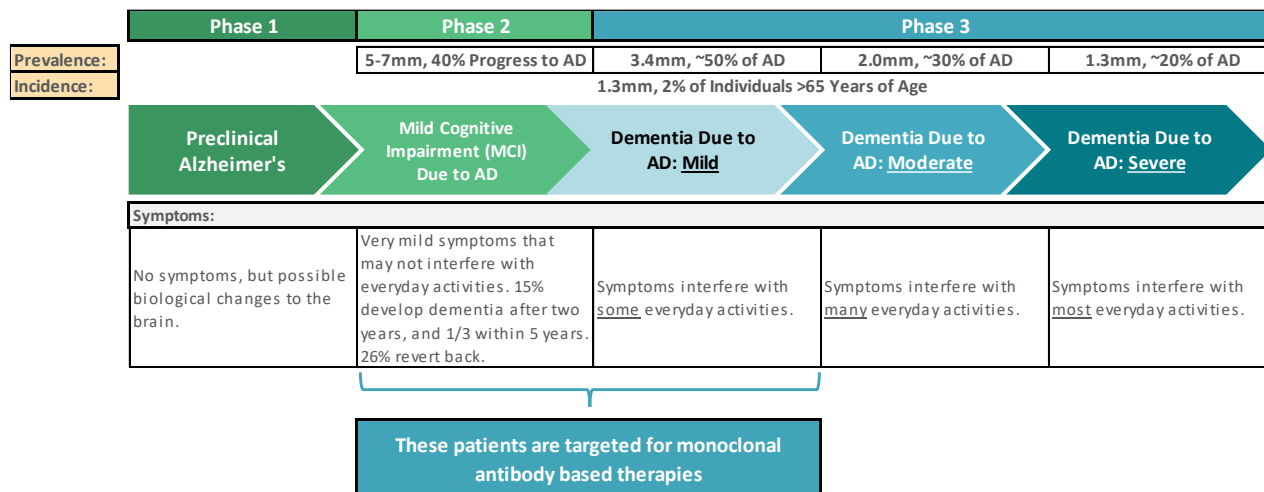 Phase 1
Phase 2
Phase 3
Prevalence:
5-7mm, 40% Progress to AD
3.4mm, ~50% of AD
2.0mm, ~30% of AD
1.3mm, ~20% of AD
Incidence:
1.3mm, 2% of Individuals >65 Years of Age
Preclinical
Alzheimer's
Mild Cognitive
Impairment (MCI)
Due to AD
Dementia Due to
AD: Mild
Dementia Due to
AD: Moderate
Dementia Due to
AD: Severe
Symptoms:
No symptoms, but possible
biological changes to the
brain.
Very mild symptoms that
may not interfere with
everyday activities. 15%
develop dementia after two
years, and 1/3 within 5 years.
26% revert back.
Symptoms interfere with
some everyday activities.
Symptoms interfere with
many everyday activities.
Symptoms interfere with
most everyday activities.
These patients are targeted for monoclonal
antibody based therapies